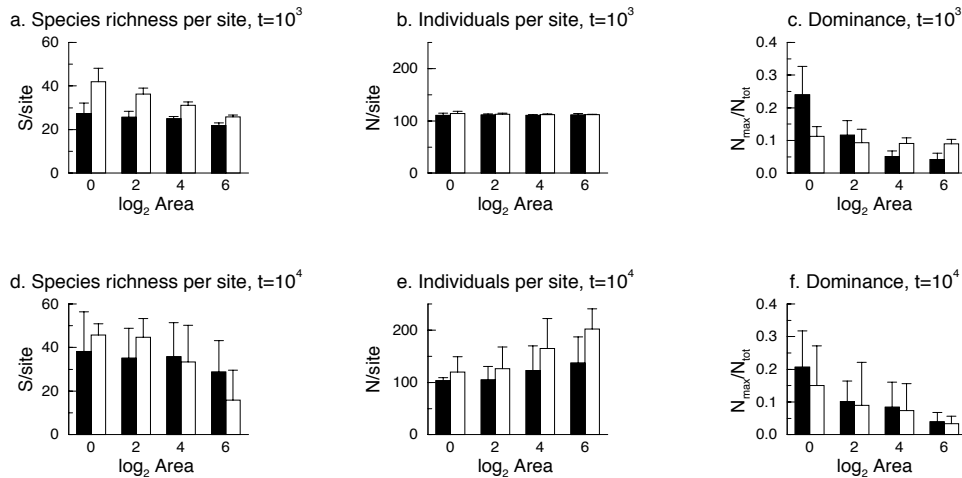 a. Species richness per site, t=10³
60
40
20
0
S/site
0 2 4 6
log₂ Area
b. Individuals per site, t=10³
200
100
0
N/site
0 2 4 6
log₂ Area
c. Dominance, t=10³
0.4
0.3
0.2
0.1
0.0
Nₘₐₓ/Nₜₒₜ
0 2 4 6
log₂ Area
d. Species richness per site, t=10⁴
60
40
20
0
S/site
0 2 4 6
log₂ Area
e. Individuals per site, t=10⁴
200
100
0
N/site
0 2 4 6
log₂ Area
f. Dominance, t=10⁴
0.4
0.3
0.2
0.1
0.0
Nₘₐₓ/Nₜₒₜ
0 2 4 6
log₂ Area